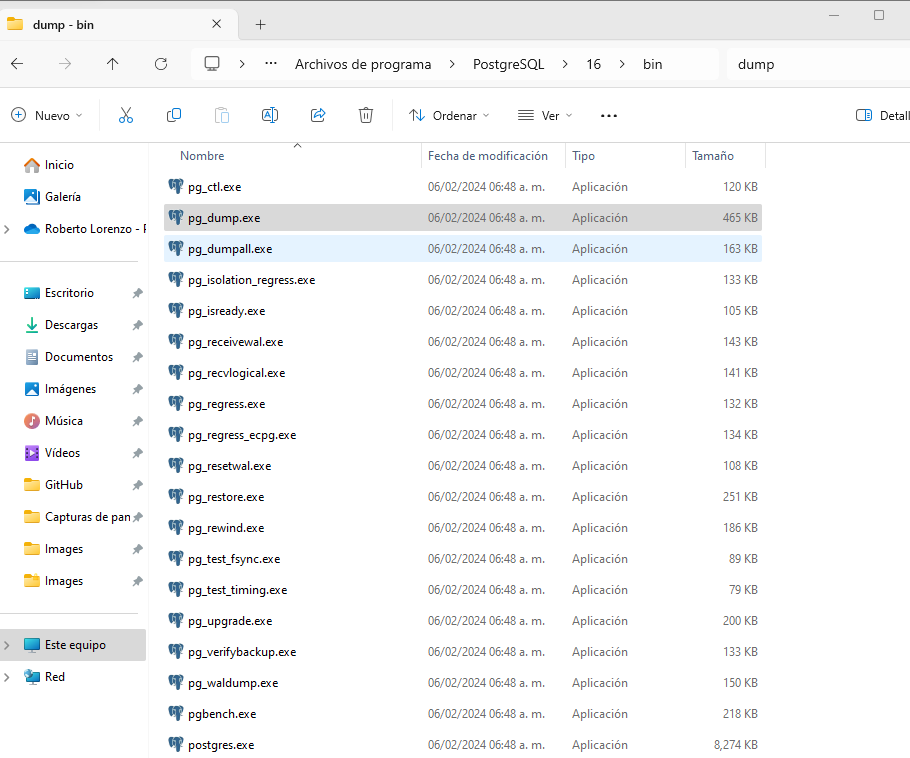 dump - bin
Archivos de programa PostgreSQL 16 bin dump
Nuevo Ordenar Ver Detall
Nombre Fecha de modificación Tipo Tamaño
Inicio
Galería
Roberto Lorenzo - P
Escritorio
Descargas
Documentos
Imágenes
Música
Vídeos
GitHub
Capturas de pan
Images
Images
Este equipo
Red
pg_ctl.exe 06/02/2024 06:48 a. m. Aplicación 120 KB
pg_dump.exe 06/02/2024 06:48 a. m. Aplicación 465 KB
pg_dumpall.exe 06/02/2024 06:48 a. m. Aplicación 163 KB
pg_isolation_regress.exe 06/02/2024 06:48 a. m. Aplicación 133 KB
pg_isready.exe 06/02/2024 06:48 a. m. Aplicación 105 KB
pg_receivewal.exe 06/02/2024 06:48 a. m. Aplicación 143 KB
pg_recvlogical.exe 06/02/2024 06:48 a. m. Aplicación 141 KB
pg_regress.exe 06/02/2024 06:48 a. m. Aplicación 132 KB
pg_regress_ecpg.exe 06/02/2024 06:48 a. m. Aplicación 134 KB
pg_resetwal.exe 06/02/2024 06:48 a. m. Aplicación 108 KB
pg_restore.exe 06/02/2024 06:48 a. m. Aplicación 251 KB
pg_rewind.exe 06/02/2024 06:48 a. m. Aplicación 186 KB
pg_test_fsync.exe 06/02/2024 06:48 a. m. Aplicación 89 KB
pg_test_timing.exe 06/02/2024 06:48 a. m. Aplicación 79 KB
pg_upgrade.exe 06/02/2024 06:48 a. m. Aplicación 200 KB
pg_verifybackup.exe 06/02/2024 06:48 a. m. Aplicación 133 KB
pg_waldump.exe 06/02/2024 06:48 a. m. Aplicación 150 KB
pgbench.exe 06/02/2024 06:48 a. m. Aplicación 218 KB
postgres.exe 06/02/2024 06:48 a. m. Aplicación 8,274 KB